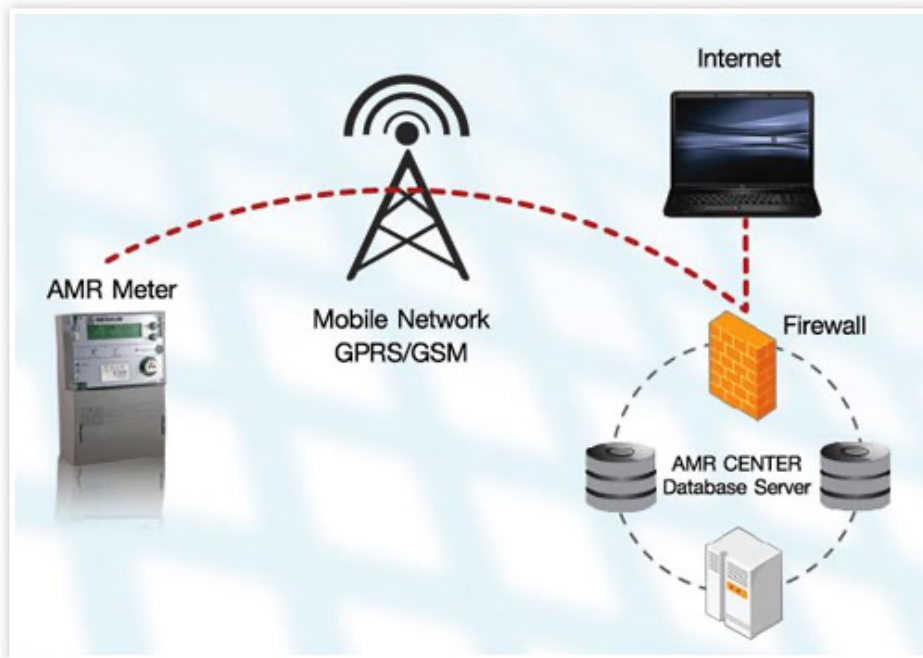 Internet
AMR Meter
Mobile Network
GPRS/GSM
Firewall
AMR CENTER
Database Server